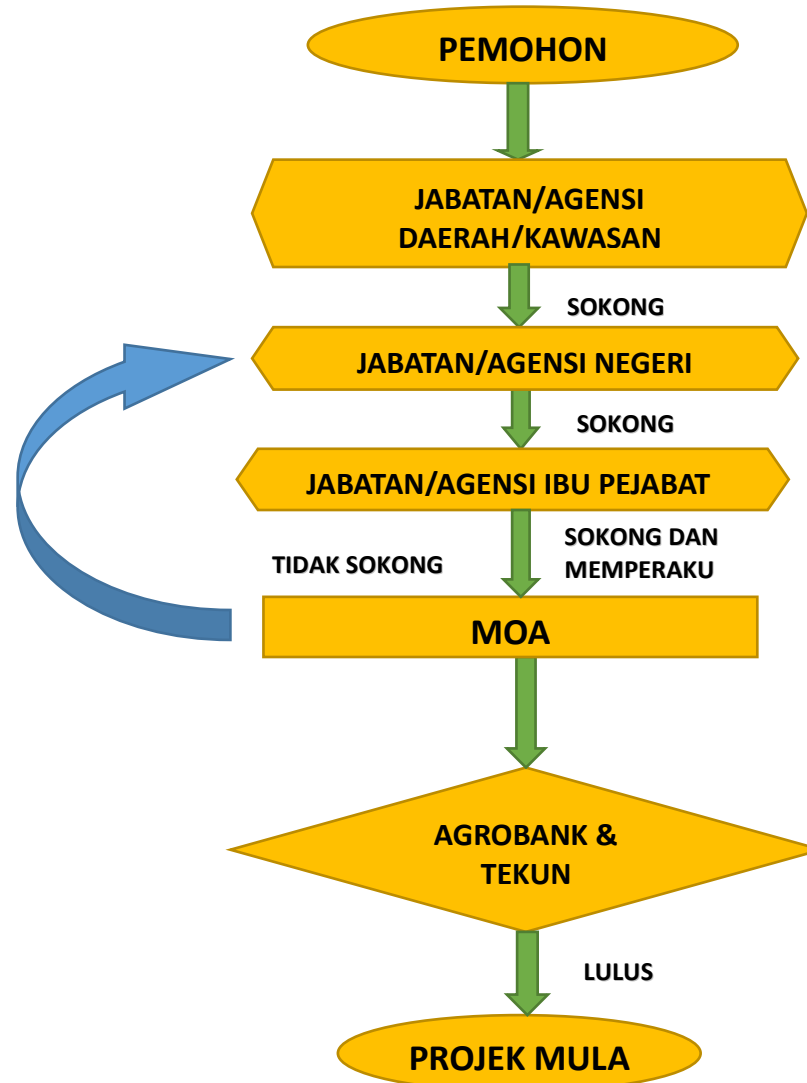 PEMOHON
JABATAN/AGENSI
DAERAH/KAWASAN
SOKONG
JABATAN/AGENSI NEGERI
SOKONG
JABATAN/AGENSI IBU PEJABAT
TIDAK SOKONG
SOKONG DAN
MEMPERAKU
MOA
AGROBANK &
TEKUN
LULUS
PROJEK MULA